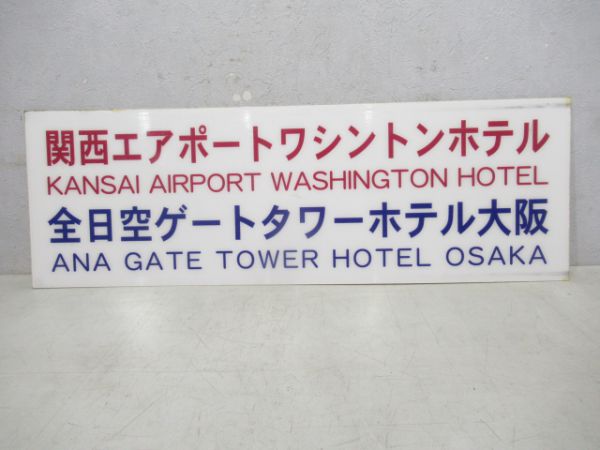 関西エアポートワシントンホテル
KANSAI AIRPORT WASHINGTON HOTEL
全日空ゲートタワーホテル大阪
ANA GATE TOWER HOTEL OSAKA